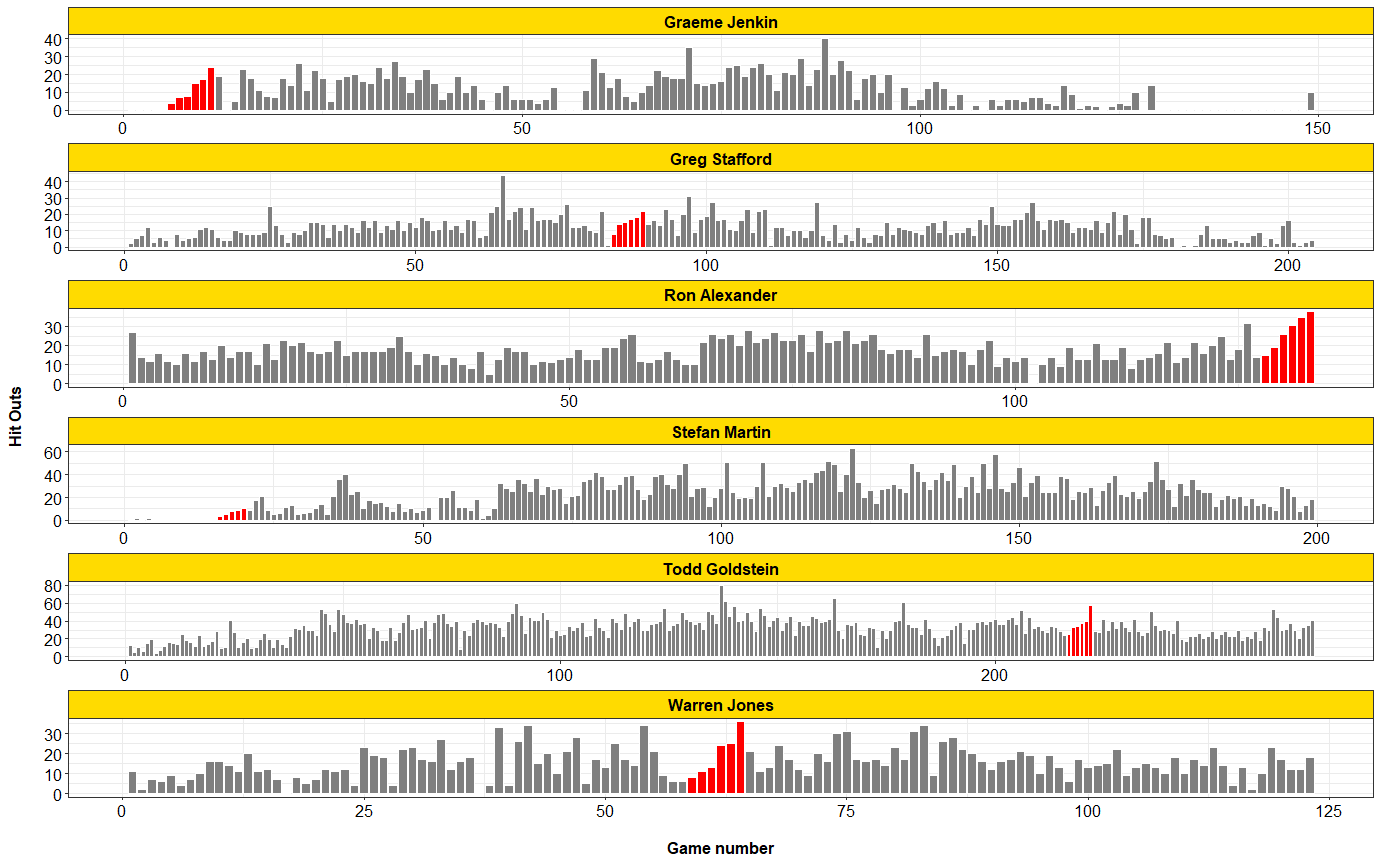 Graeme Jenkin
40
30
20
10
0
0 50 100 150
Greg Stafford
40
30
20
10
0
0 50 100 150 200
Ron Alexander
30
20
10
0
0 50 100
Stefan Martin
60
40
20
0
0 50 100 150 200
Todd Goldstein
80
60
40
20
0
0 100 200
Warren Jones
30
20
10
0
0 25 50 75 100 125
Hit Outs
Game number